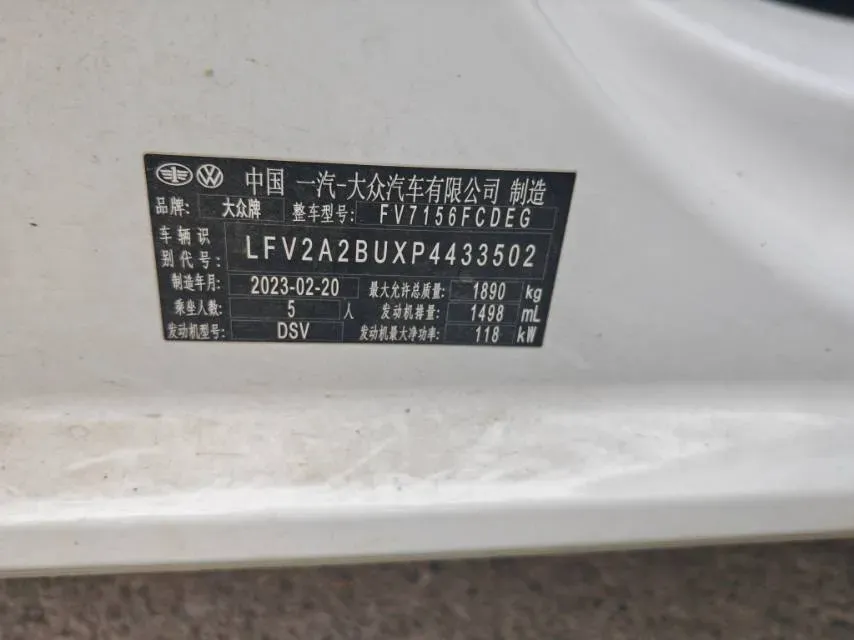 中国 一汽-大众汽车有限公司 制造
品牌: 大众牌 整车型号: FV7156FCDEG
车辆识别代号: LFV2A2BUXP4433502
制造年月: 2023-02-20 最大允许总质量: 1890 kg
乘坐人数: 5 人 发动机排量: 1498 mL
发动机型号: DSV 发动机最大净功率: 118 kW